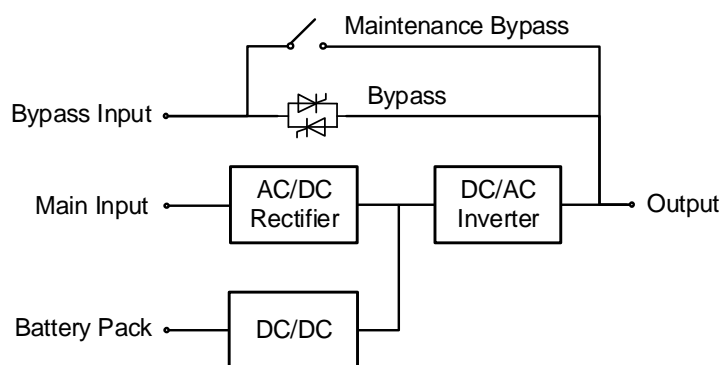 Maintenance Bypass
Bypass
Bypass Input
AC/DC
Rectifier
DC/AC
Inverter
Main Input
Output
Battery Pack
DC/DC